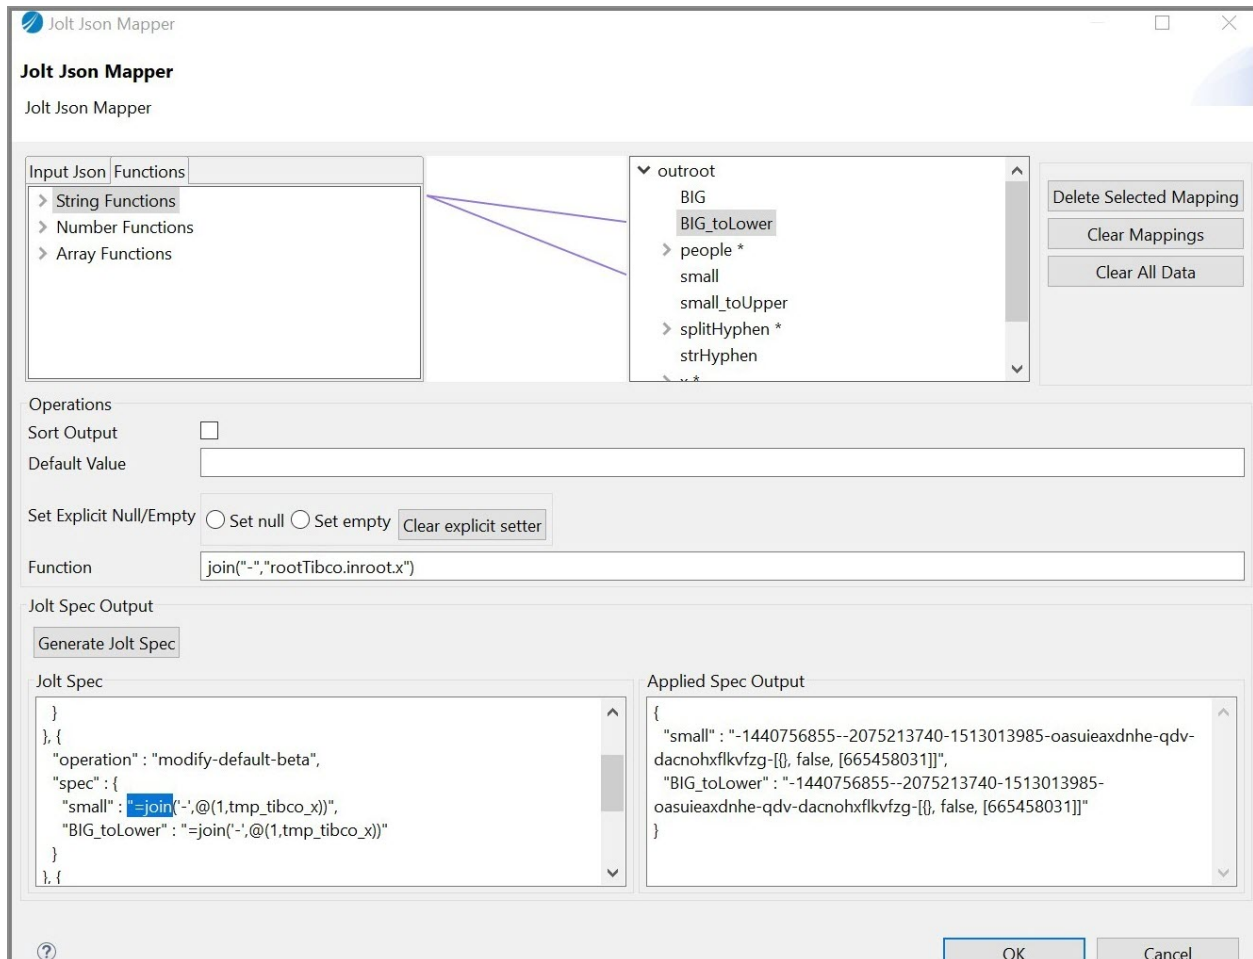 Jolt Json Mapper
Jolt Json Mapper
Jolt Json Mapper
Input Json
Functions
String Functions
Number Functions
Array Functions
outroot
BIG
BIG_toLower
people *
small
small_toUpper
splitHyphen *
strHyphen
Delete Selected Mapping
Clear Mappings
Clear All Data
Operations
Sort Output
Default Value
Set Explicit Null/Empty
Set null
Set empty
Clear explicit setter
Function
join("-","rootTibco.inroot.x")
Jolt Spec Output
Generate Jolt Spec
Jolt Spec
}
}, {
"operation" : "modify-default-beta",
"spec" : {
"small" : "=join('-',@(1,tmp_tibco_x))",
"BIG_toLower" : "=join('-',@(1,tmp_tibco_x))"
}
}, {
Applied Spec Output
{
"small" : "-1440756855--2075213740-1513013985-oasuieaxdnhe-qdv-
dacnohxflkvfzg-[{}, false, [665458031]]",
"BIG_toLower" : "-1440756855--2075213740-1513013985-
oasuieaxdnhe-qdv-dacnohxflkvfzg-[{}, false, [665458031]]"
}
?
OK
Cancel